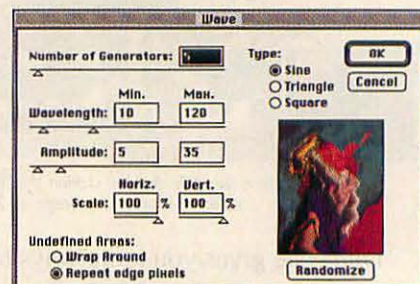 Wave
Number of Generators:
Type:
OK
Sine
Triangle
Cancel
Square
Min. Max.
Wavelength: 10 120
Amplitude: 5 35
Horiz. Vert.
Scale: 100 % 100 %
Undefined Areas:
Wrap Around
Repeat edge pixels
Randomize